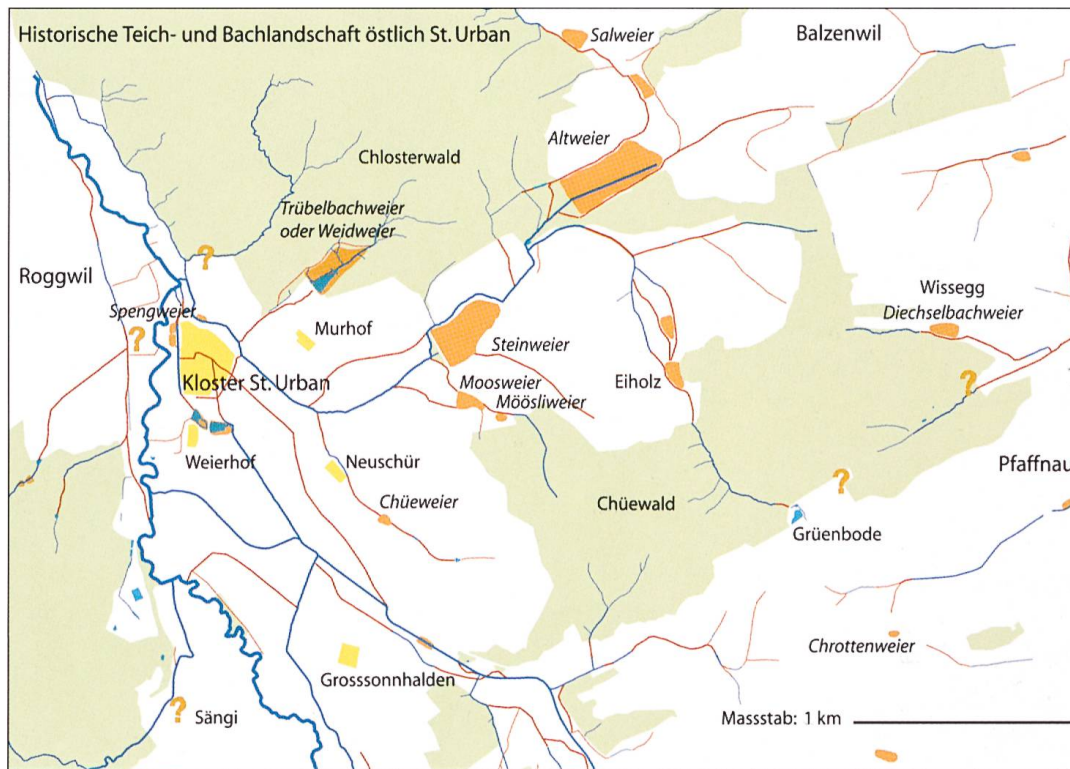 Historische Teich- und Bachlandschaft östlich St. Urban
Salweier
Balzenwil
Altweier
Chlosterwald
Trübelbachweier
oder Weidweier
?
Roggwil
Spengweier
?
Murhof
Steinweier
Wissegg
Diechselbachweier
Kloster St. Urban
Moosweier
Möösliweier
Eiholz
?
Weierhof
Neuschür
Pfaffnau
?
Chüeweier
Chüewald
Grüenbode
Chrottenweier
Grosssonnhalden
?
Sängi
Massstab: 1 km